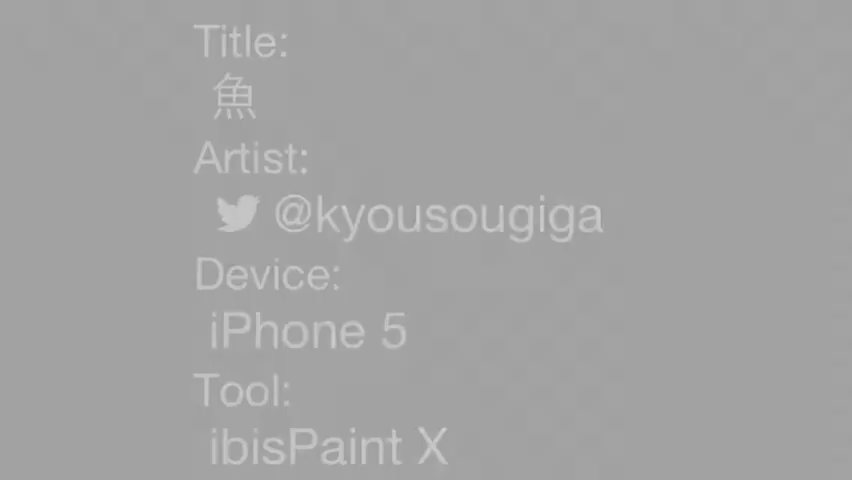 Title:
魚
Artist:
@kyousougiga
Device:
iPhone 5
Tool:
ibisPaint X